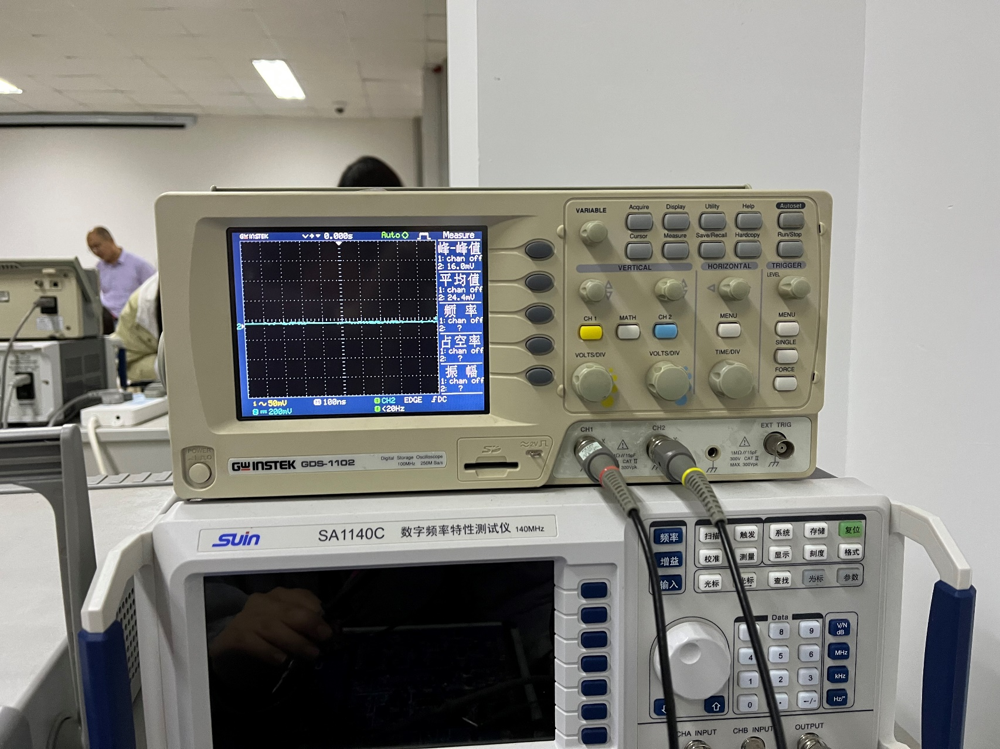 GWINSTEK
0.000s
Auto
Measure
峰-峰值
1: chan off
2: 16.0mV
平均值
1: chan off
2: 24.4mV
频 率
1: chan off
2: ?
占空率
1: chan off
2: ?
振 幅
1: chan off
2: ?
2
1 ~ 50mV
100ns
CH2 EDGE DC
2 200mV
<20Hz
POWER
GWINSTEK GDS-1102
Digital Storage Oscilloscope
100MHz 250M Sa/s
SD
≈2V
VARIABLE
Acquire Display Utility Help Autoset
Cursor Measure Save/Recall Hardcopy Run/Stop
VERTICAL HORIZONTAL TRIGGER
LEVEL
CH 1 MATH CH 2 MENU MENU
SINGLE
VOLTS/DIV VOLTS/DIV TIME/DIV
FORCE
CH1 CH2 EXT TRIG
1MΩ//15pF
CAT II
300Vpk
1MΩ//15pF
CAT II
300Vpk
1MΩ//15pF
300V CAT II
MAX. 300Vpk
SUIN
SA1140C 数字频率特性测试仪 140MHz
频率 扫描 触发 系统 存储 复位
增益 校准 测量 显示 刻度 格式
输入 光标 光标 查找 光标 参数
Data
8 9 V/N dB
4 5 6 MHz
1 2 3 kHz
0 . -/← Hz/°
CHA INPUT CHB INPUT OUTPUT